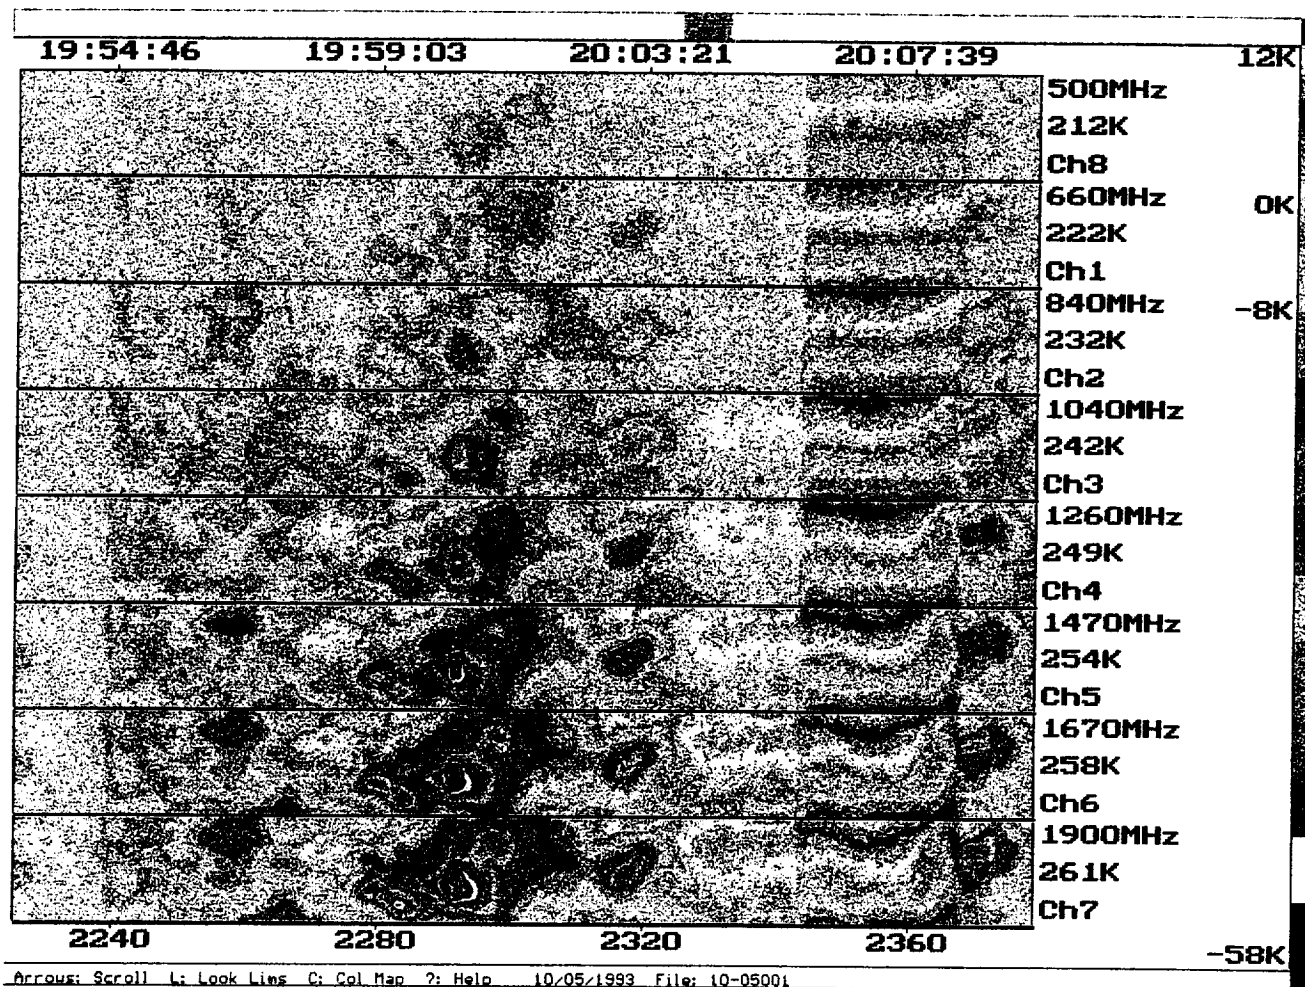 19:54:46 19:59:03 20:03:21 20:07:39 12K
500MHz
212K
Ch8
660MHz 0K
222K
Ch1
840MHz -8K
232K
Ch2
1040MHz
242K
Ch3
1260MHz
249K
Ch4
1470MHz
254K
Ch5
1670MHz
258K
Ch6
1900MHz
261K
Ch7
2240 2280 2320 2360
-58K
Arrows: Scroll L: Look Lims C: Col Map ?: Help 10/05/1993 File: 10-05001